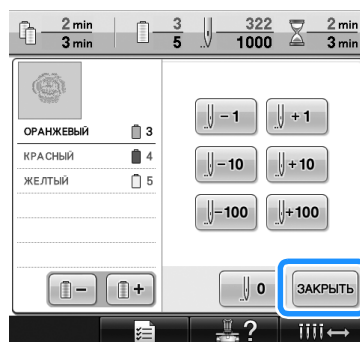 2 min 3 322 2 min
3 min 5 1000 3 min
ОРАНЖЕВЫЙ 3
КРАСНЫЙ 4
ЖЕЛТЫЙ 5
- 1 + 1
- 10 + 10
-100 +100
- + 0 ЗАКРЫТЬ
?